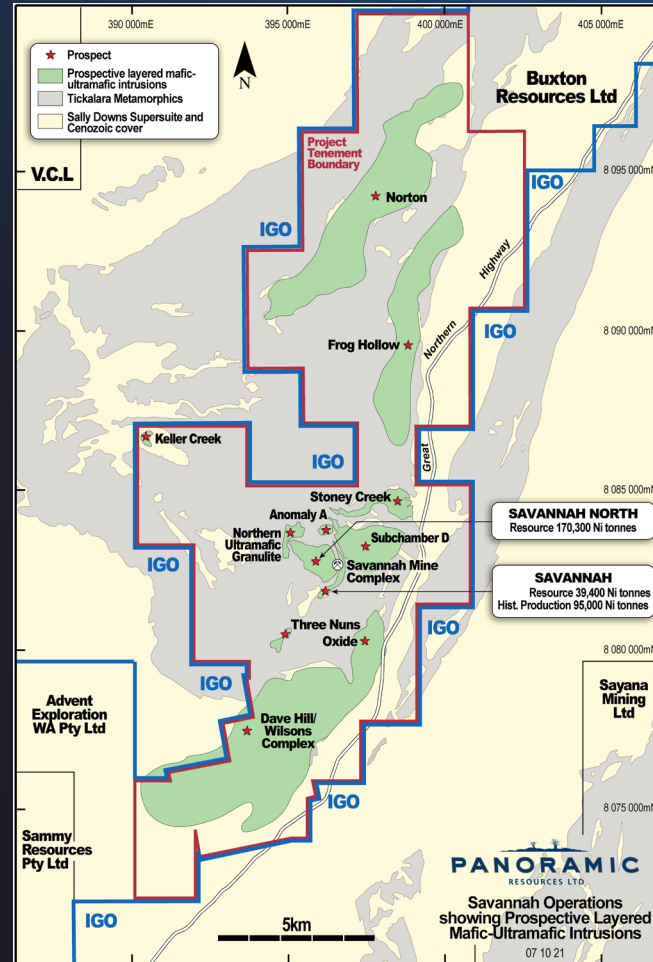 390 000mE
395 000mE
400 000mE
405 000mE
Prospect
Prospective layered mafic-
ultramafic intrusions
Tickalara Metamorphics
Sally Downs Supersuite and
Cenozoic cover
N
Buxton
Resources Ltd
Project
Tenement
Boundary
V.C.L
IGO
8 095 000mN
Norton
IGO
Highway
Northern
Great
8 090 000mN
IGO
Frog Hollow
Keller Creek
IGO
8 085 000mN
Stoney Creek
Anomaly A
Northern
Ultramafic
Granulite
Subchamber D
Savannah Mine
Complex
SAVANNAH NORTH
Resource 170,300 Ni tonnes
IGO
SAVANNAH
Resource 39,400 Ni tonnes
Hist. Production 95,000 Ni tonnes
Three Nuns
Oxide
IGO
8 080 000mN
IGO
Advent
Exploration
WA Pty Ltd
Dave Hill/
Wilsons
Complex
Sayana
Mining
Ltd
IGO
8 075 000mN
Sammy
Resources
Pty Ltd
IGO
5km
PANORAMIC
RESOURCES LTD
Savannah Operations
showing Prospective Layered
Mafic-Ultramafic Intrusions
07 10 21